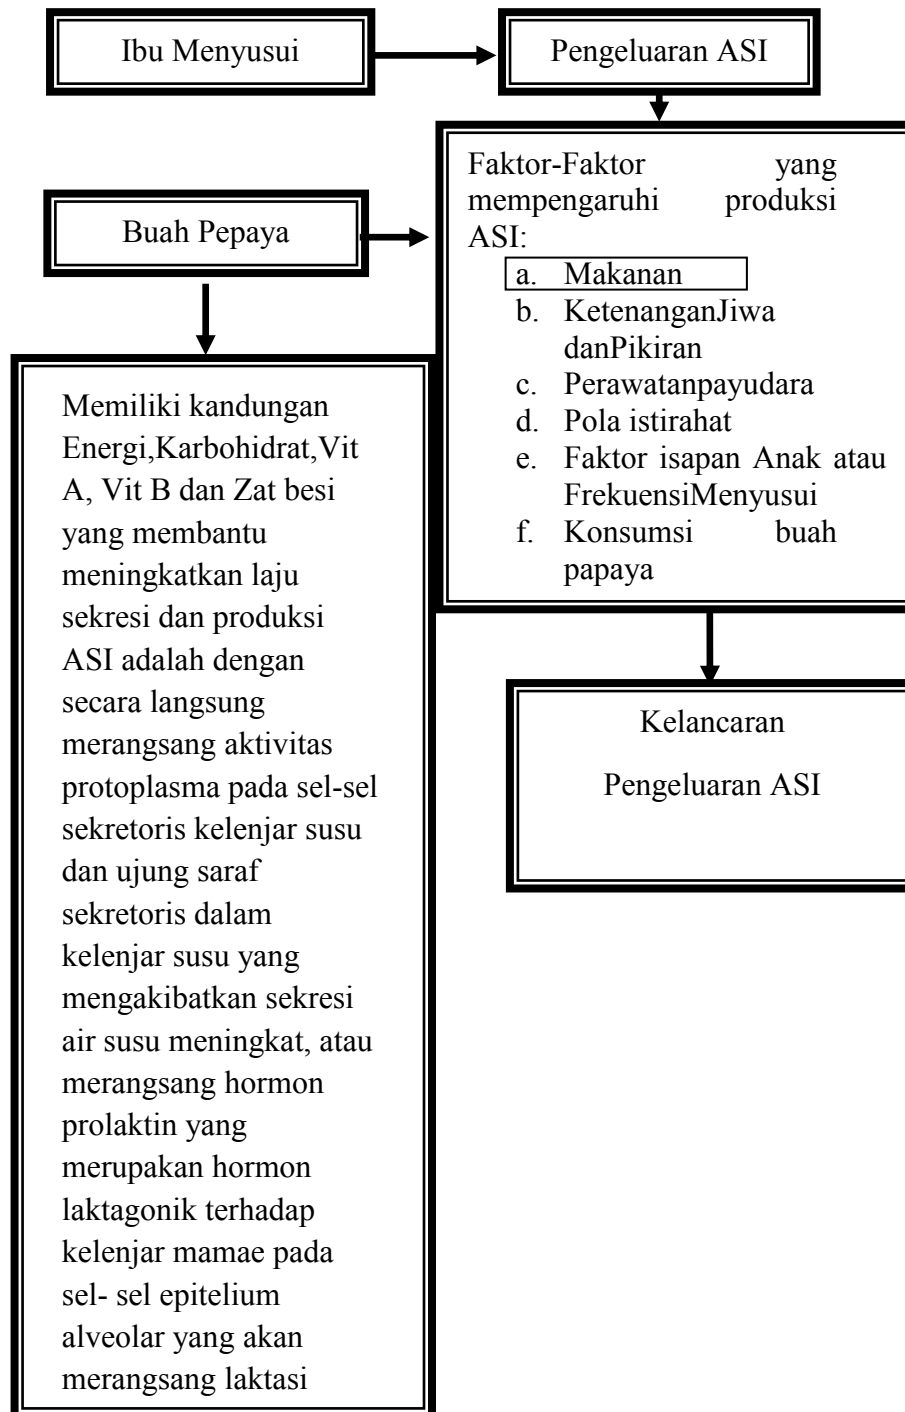 Ibu Menyusui
Pengeluaran ASI
Faktor-Faktor yang
mempengaruhi produksi
ASI:
a. Makanan
b. KetenanganJiwa
danPikiran
c. Perawatanpayudara
d. Pola istirahat
e. Faktor isapan Anak atau
FrekuensiMenyusui
f. Konsumsi buah
papaya
Buah Pepaya
Memiliki kandungan
Energi,Karbohidrat,Vit
A, Vit B dan Zat besi
yang membantu
meningkatkan laju
sekresi dan produksi
ASI adalah dengan
secara langsung
merangsang aktivitas
protoplasma pada sel-sel
sekretoris kelenjar susu
dan ujung saraf
sekretoris dalam
kelenjar susu yang
mengakibatkan sekresi
air susu meningkat, atau
merangsang hormon
prolaktin yang
merupakan hormon
laktagonik terhadap
kelenjar mamae pada
sel- sel epitelium
alveolar yang akan
merangsang laktasi
Kelancaran
Pengeluaran ASI